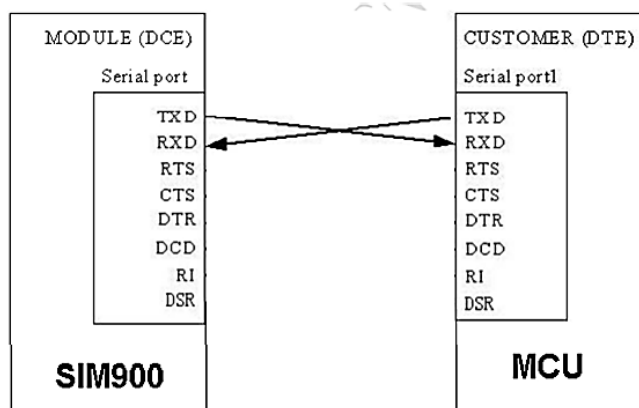 MODULE (DCE)
Serial port
TXD
RXD
RTS
CTS
DTR
DCD
RI
DSR
SIM900
CUSTOMER (DTE)
Serial port1
TXD
RXD
RTS
CTS
DTR
DCD
RI
DSR
MCU